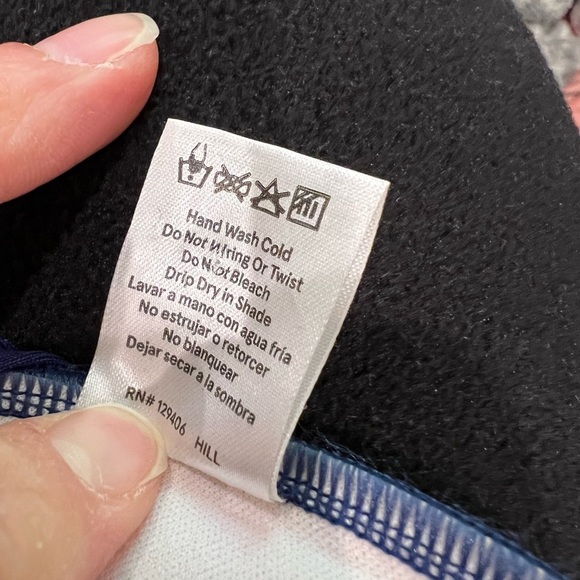 Hand Wash Cold
Do Not Wring Or Twist
Do Not Bleach
Drip Dry in Shade
Lavar a mano con agua fría
No estrujar o retorcer
No blanquear
Dejar secar a la sombra
RN# 129406 HILL